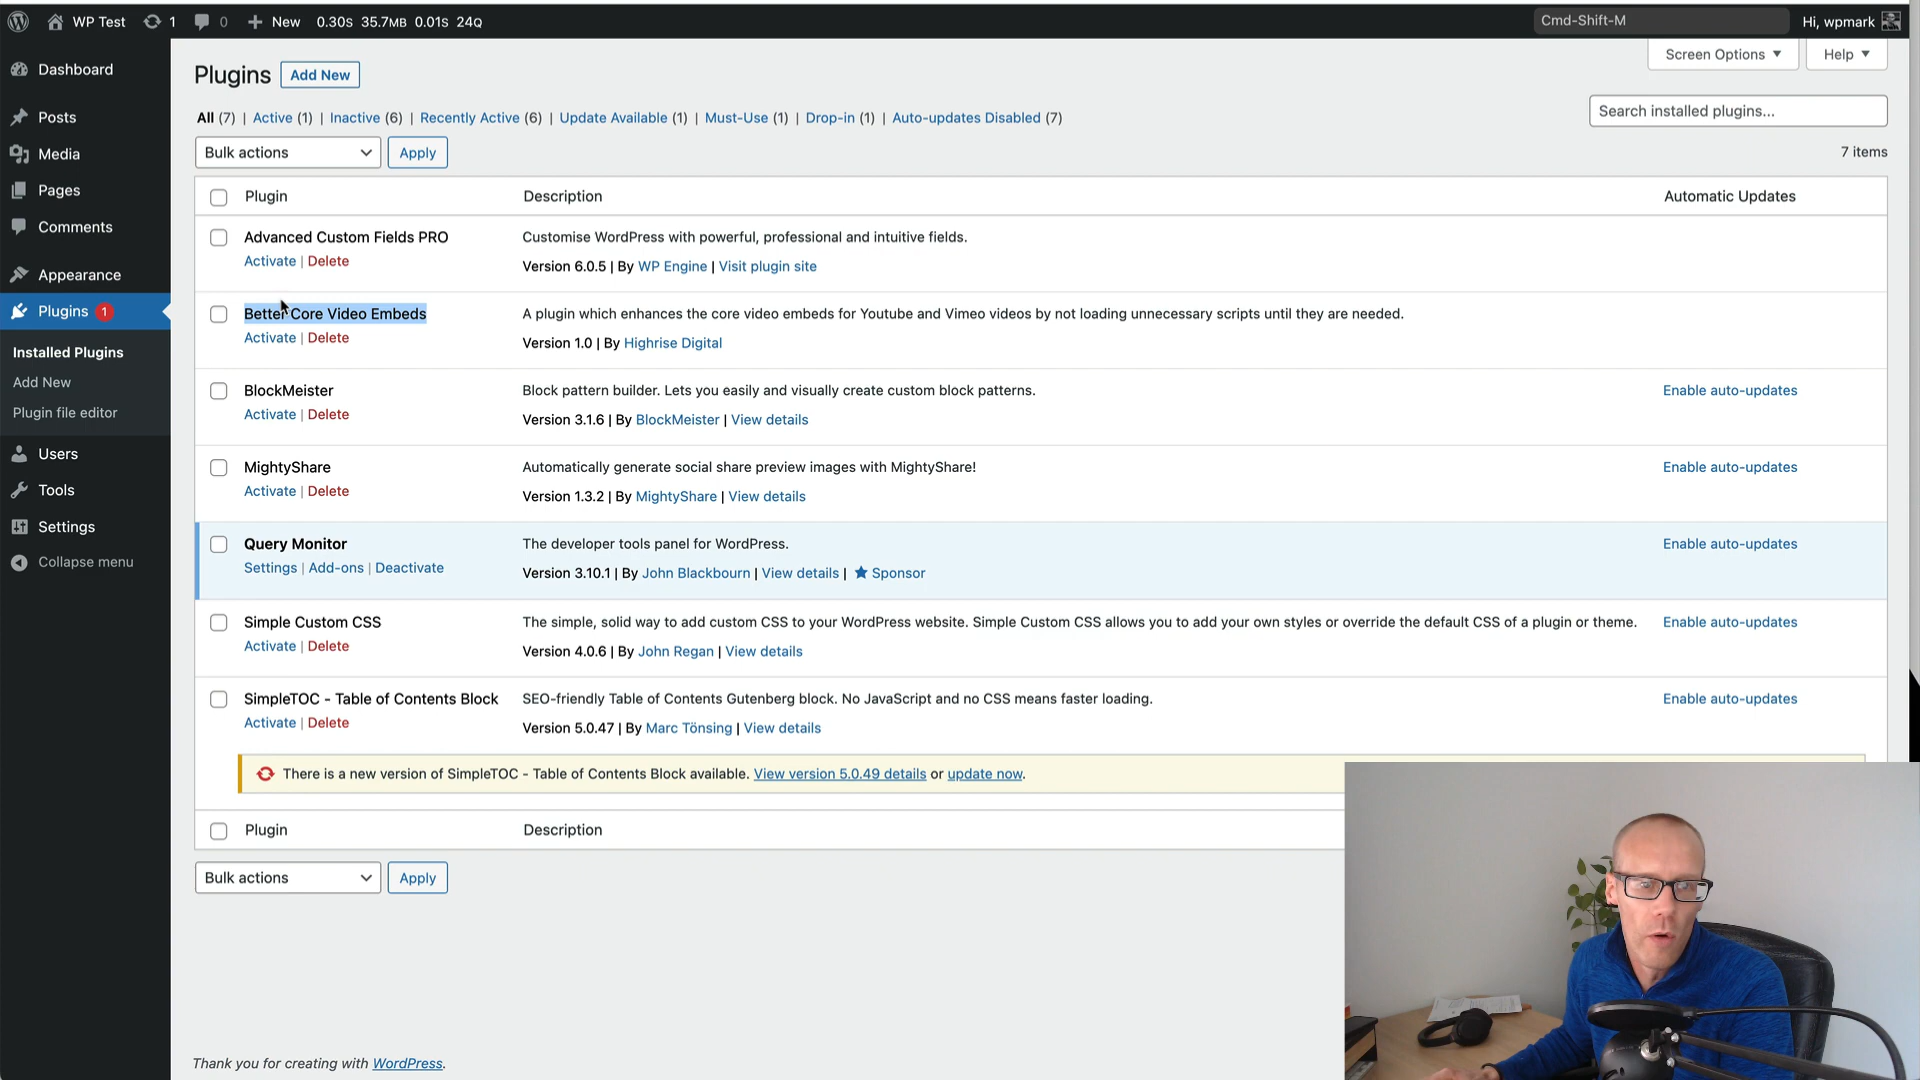 WP Test 1 0 New 0.30s 35.7MB 0.01s 24Q Cmd-Shift-M Hi, wpmark
Screen Options Help
Dashboard
Posts
Media
Pages
Comments
Appearance
Plugins 1
Installed Plugins
Add New
Plugin file editor
Users
Tools
Settings
Collapse menu
Plugins Add New
All (7) | Active (1) | Inactive (6) | Recently Active (6) | Update Available (1) | Must-Use (1) | Drop-in (1) | Auto-updates Disabled (7)
Search installed plugins...
Bulk actions Apply
7 items
Plugin Description Automatic Updates
Advanced Custom Fields PRO Customise WordPress with powerful, professional and intuitive fields.
Activate | Delete
Version 6.0.5 | By WP Engine | Visit plugin site
Better Core Video Embeds A plugin which enhances the core video embeds for Youtube and Vimeo videos by not loading unnecessary scripts until they are needed.
Activate | Delete
Version 1.0 | By Highrise Digital
BlockMeister Block pattern builder. Lets you easily and visually create custom block patterns. Enable auto-updates
Activate | Delete
Version 3.1.6 | By BlockMeister | View details
MightyShare Automatically generate social share preview images with MightyShare! Enable auto-updates
Activate | Delete
Version 1.3.2 | By MightyShare | View details
Query Monitor The developer tools panel for WordPress. Enable auto-updates
Settings | Add-ons | Deactivate
Version 3.10.1 | By John Blackbourn | View details | Sponsor
Simple Custom CSS The simple, solid way to add custom CSS to your WordPress website. Simple Custom CSS allows you to add your own styles or override the default CSS of a plugin or theme. Enable auto-updates
Activate | Delete
Version 4.0.6 | By John Regan | View details
SimpleTOC - Table of Contents Block SEO-friendly Table of Contents Gutenberg block. No JavaScript and no CSS means faster loading. Enable auto-updates
Activate | Delete
Version 5.0.47 | By Marc Tönsing | View details
There is a new version of SimpleTOC - Table of Contents Block available. View version 5.0.49 details or update now.
Plugin Description
Bulk actions Apply
Thank you for creating with WordPress.